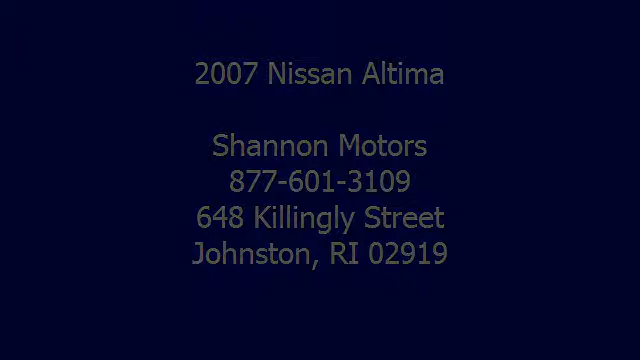 2007 Nissan Altima
Shannon Motors
877-601-3109
648 Killingly Street
Johnston, RI 02919